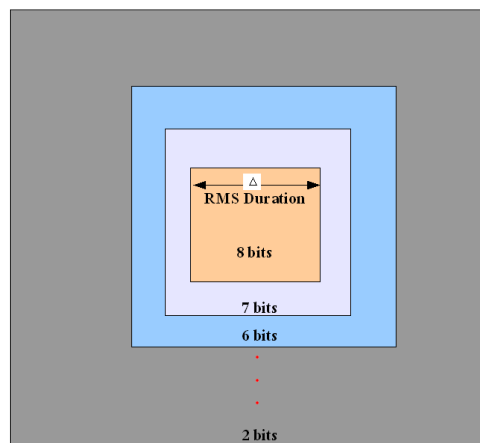 △
RMS Duration
8 bits
7 bits
6 bits
2 bits